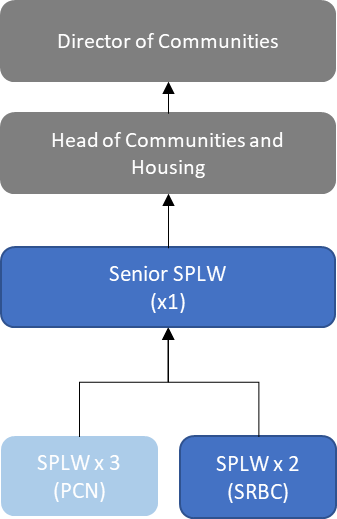 Director of Communities
Head of Communities and
Housing
Senior SPLW
(x1)
SPLW x 3
(PCN)
SPLW x 2
(SRBC)